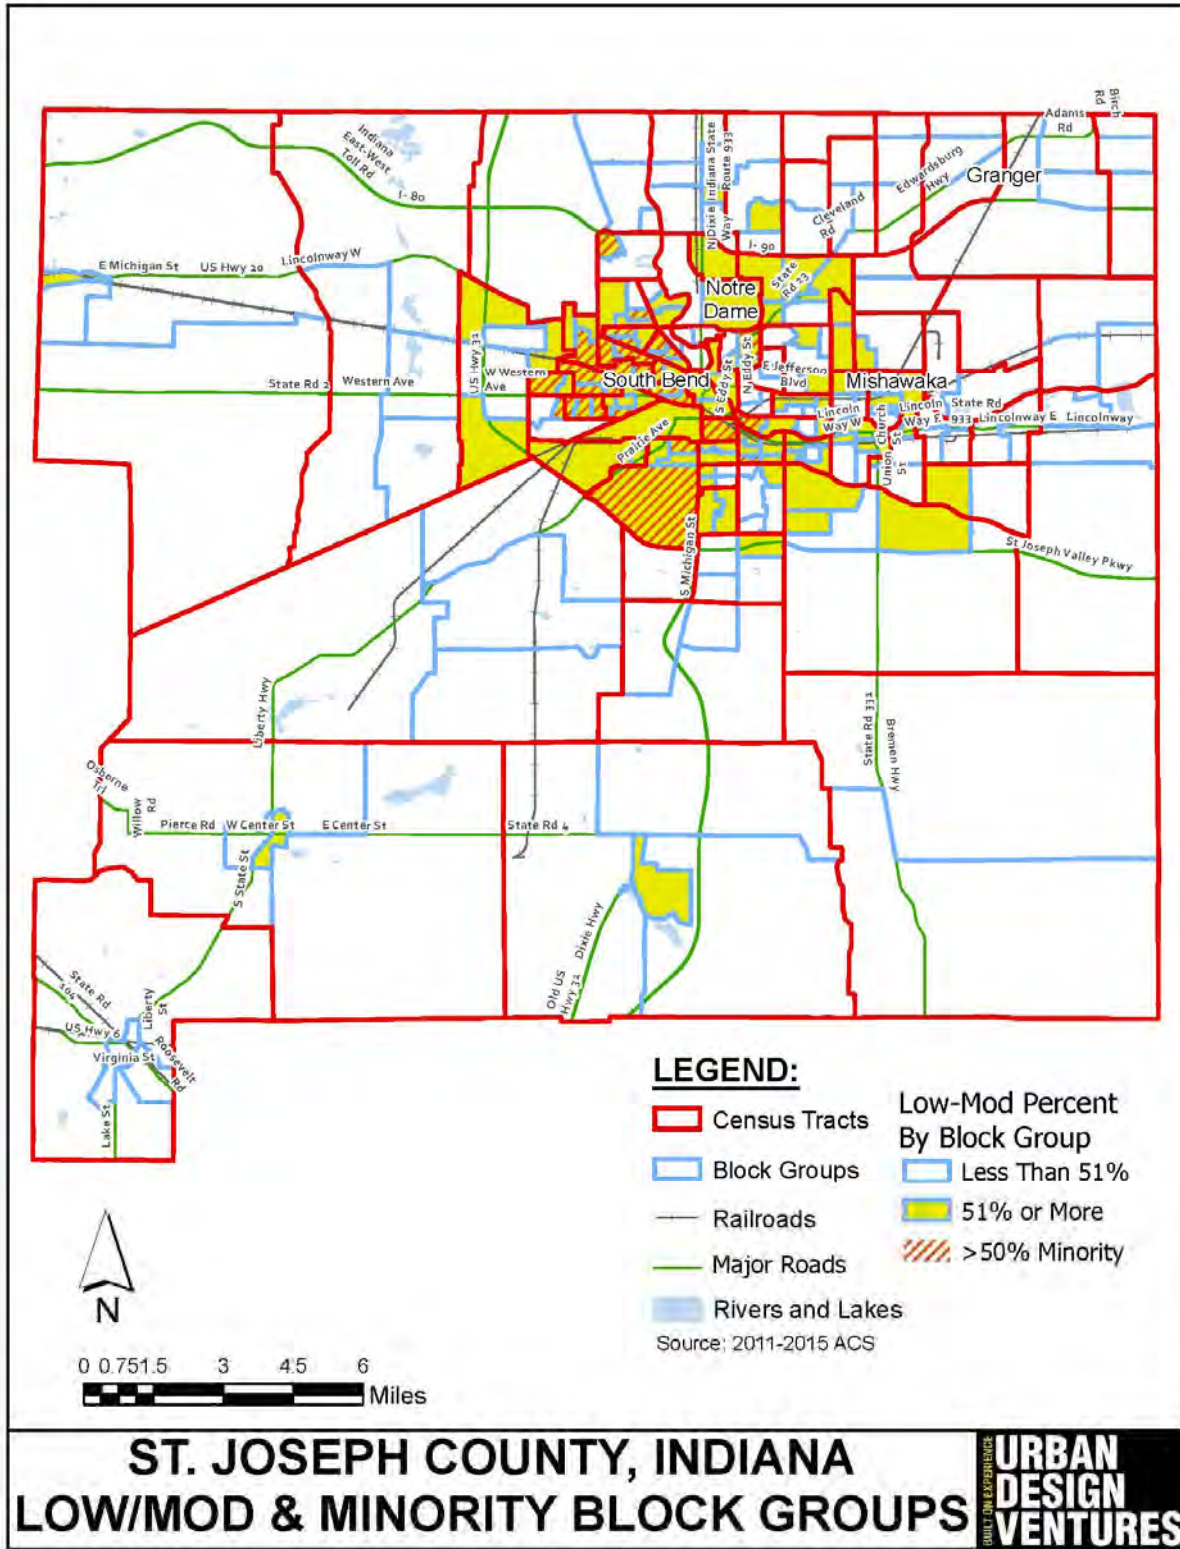 Birch
Rd
Adams
Rd
Indiana
East-West
Toll Rd
I- 80
N Dixie
Way
Indiana State
Route 933
Edwardsburg
Hwy
Granger
Cleveland
Rd
I- 90
E Michigan St
US Hwy 20
Lincolnway W
State
Rd 23
Notre
Dame
US Hwy 31
W Western
Ave
State Rd 2
Western Ave
South Bend
S Eddy St
N Eddy St
E Jefferson
Blvd
Mishawaka
Lincoln
Way W
Church
St
Union
St
Lincoln
Way E
State Rd
933
Lincolnway E
Lincolnway
Prairie Ave
S Michigan St
St Joseph Valley Pkwy
Liberty Hwy
State Rd 331
Bremen Hwy
Osborne
Trl
Willow
Rd
Pierce Rd
W Center St
E Center St
State Rd 4
S State St
Old US
Hwy 31
Dixie Hwy
State Rd
104
Liberty
St
US Hwy 6
Virginia St
Roosevelt
Rd
Lake St
LEGEND:
Census Tracts
Block Groups
Railroads
Major Roads
Rivers and Lakes
Source: 2011-2015 ACS
Low-Mod Percent
By Block Group
Less Than 51%
51% or More
>50% Minority
N
0 0.751.5 3 4.5 6
Miles
ST. JOSEPH COUNTY, INDIANA
LOW/MOD & MINORITY BLOCK GROUPS
BUILT ON EXPERIENCE
URBAN
DESIGN
VENTURES